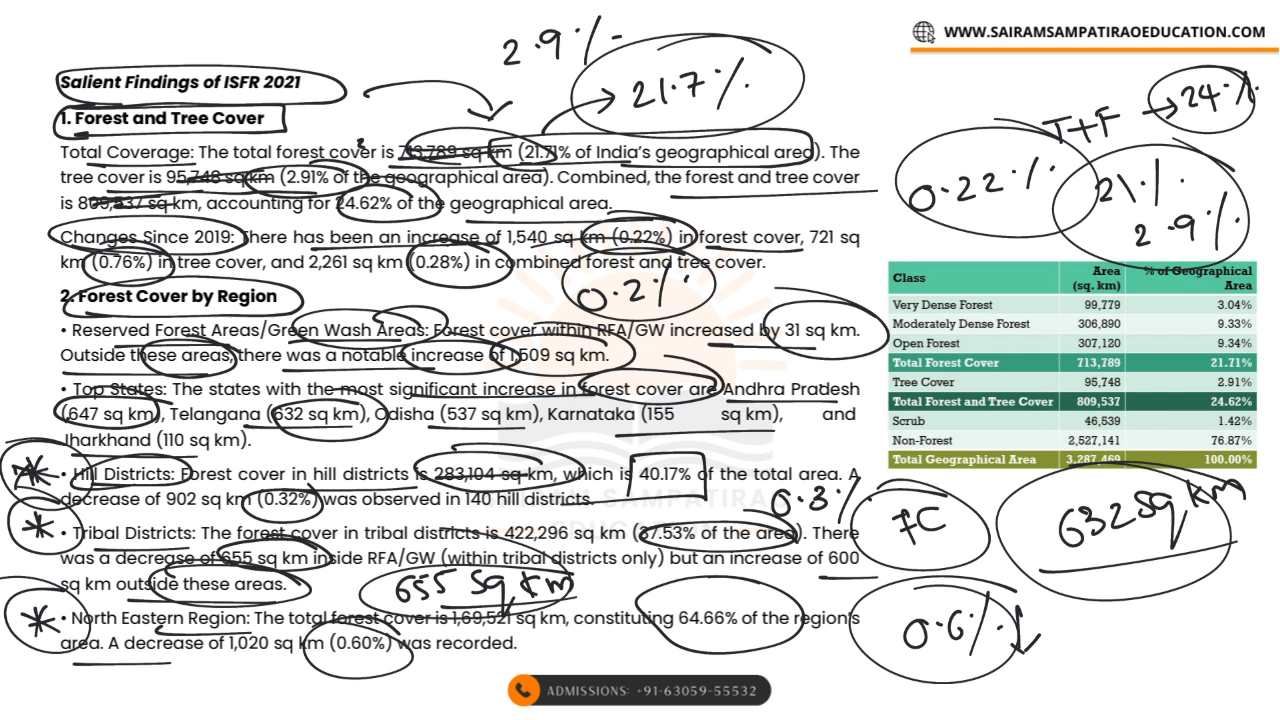 WWW.SAIRAMSAMPATIRAOEDUCATION.COM
2.9%
21.7%
T+F → 24%
0.22%
21%
2.9%
Salient Findings of ISFR 2021
1. Forest and Tree Cover
Total Coverage: The total forest cover is 713,789 sq km (21.71% of India's geographical area). The
tree cover is 95,748 sq km (2.91% of the geographical area). Combined, the forest and tree cover
is 809,537 sq km, accounting for 24.62% of the geographical area.
Changes Since 2019: There has been an increase of 1,540 sq km (0.22%) in forest cover, 721 sq
km (0.76%) in tree cover, and 2,261 sq km (0.28%) in combined forest and tree cover.
0.2%
2. Forest Cover by Region
• Reserved Forest Areas/Green Wash Areas: Forest cover within RFA/GW increased by 31 sq km.
Outside these areas, there was a notable increase of 1,509 sq km.
• Top States: The states with the most significant increase in forest cover are Andhra Pradesh
(647 sq km), Telangana (632 sq km), Odisha (537 sq km), Karnataka (155 sq km), and
Jharkhand (110 sq km).
• Hill Districts: Forest cover in hill districts is 283,104 sq km, which is 40.17% of the total area. A
decrease of 902 sq km (0.32%) was observed in 140 hill districts.
0.3%
• Tribal Districts: The forest cover in tribal districts is 422,296 sq km (37.53% of the area). There
was a decrease of 655 sq km inside RFA/GW (within tribal districts only) but an increase of 600
sq km outside these areas.
655 sq km
• North Eastern Region: The total forest cover is 1,69,521 sq km, constituting 64.66% of the region's
area. A decrease of 1,020 sq km (0.60%) was recorded.
Class Area (sq. km) % of Geographical Area
Very Dense Forest 99,779 3.04%
Moderately Dense Forest 306,890 9.33%
Open Forest 307,120 9.34%
Total Forest Cover 713,789 21.71%
Tree Cover 95,748 2.91%
Total Forest and Tree Cover 809,537 24.62%
Scrub 46,539 1.42%
Non-Forest 2,527,141 76.87%
Total Geographical Area 3,287,469 100.00%
FC
632 sq km
0.6% ↓
ADMISSIONS: +91-63059-55532